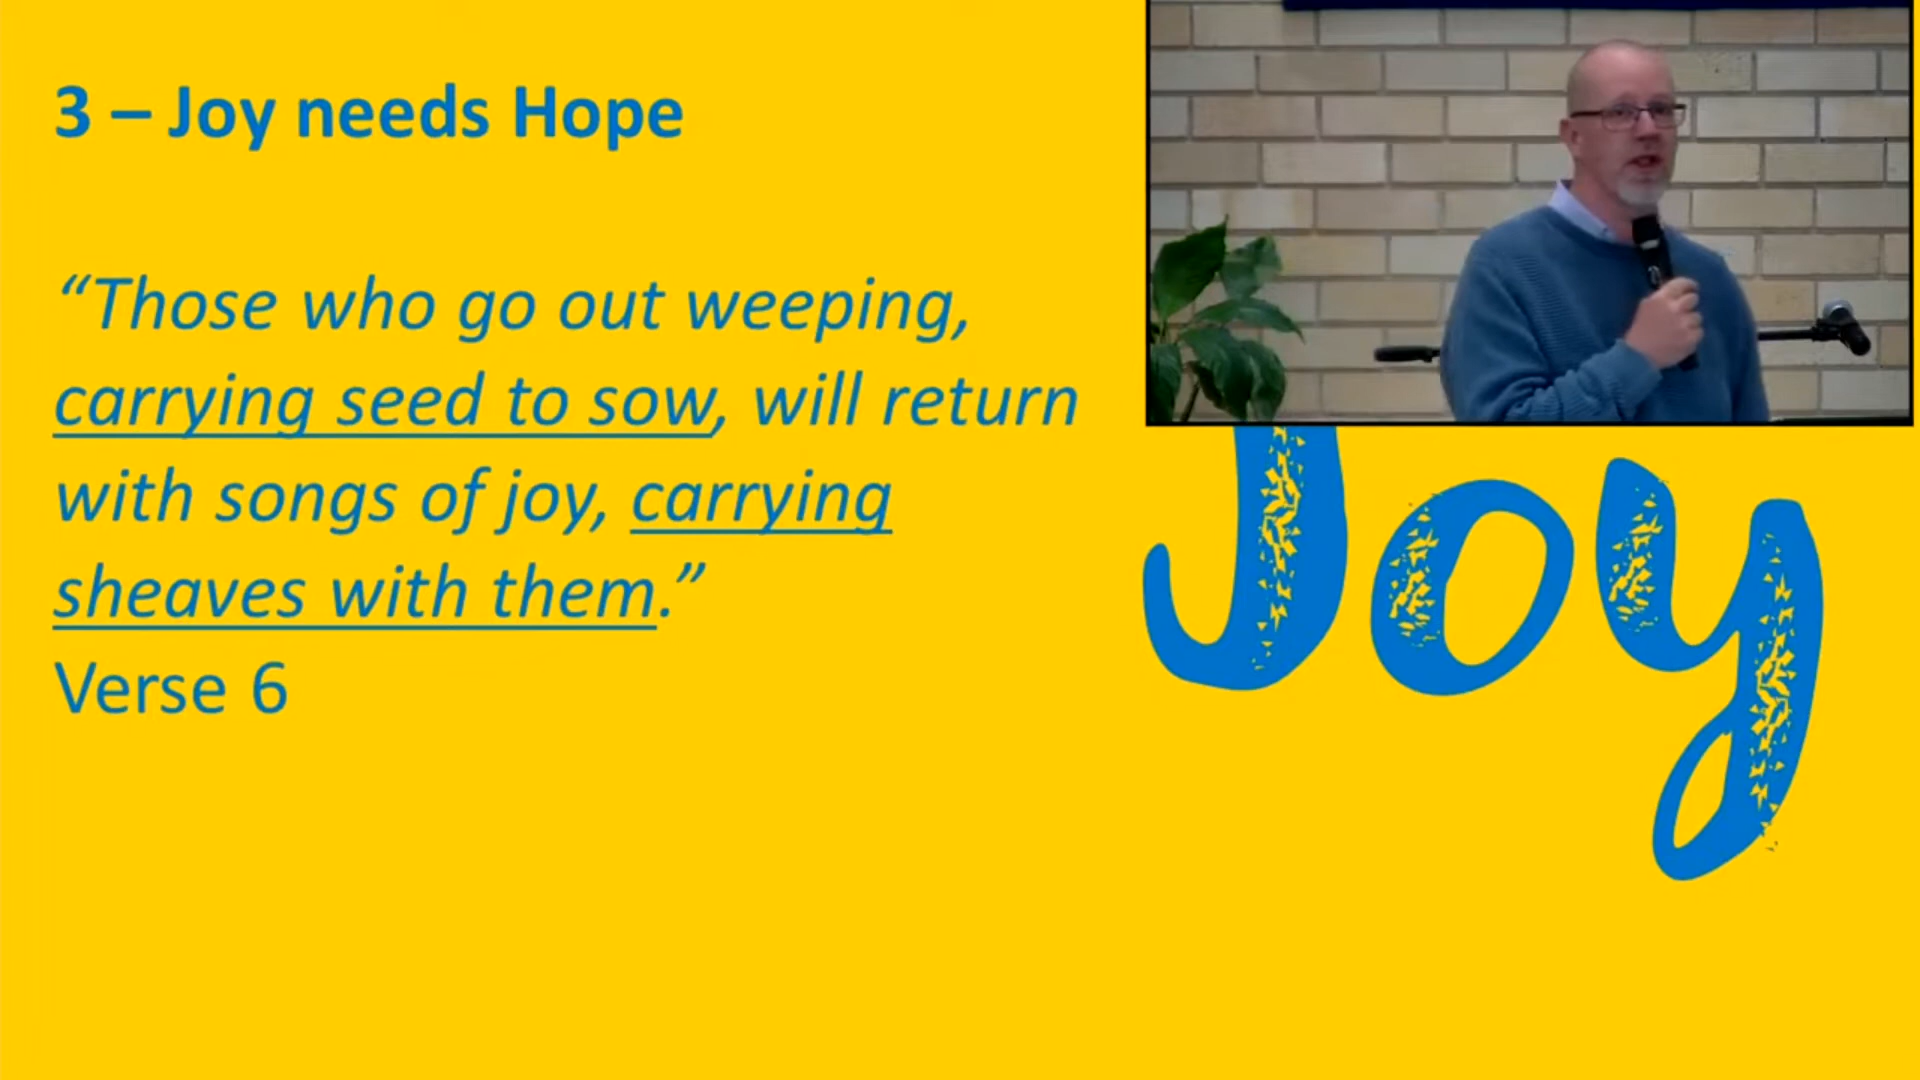 3 – Joy needs Hope
“Those who go out weeping,
carrying seed to sow, will return
with songs of joy, carrying
sheaves with them.”
Verse 6
Joy